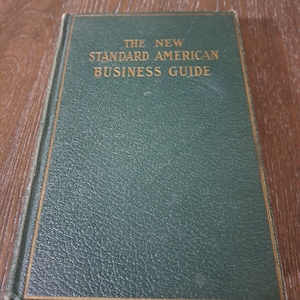 THE NEW
STANDARD AMERICAN
BUSINESS GUIDE